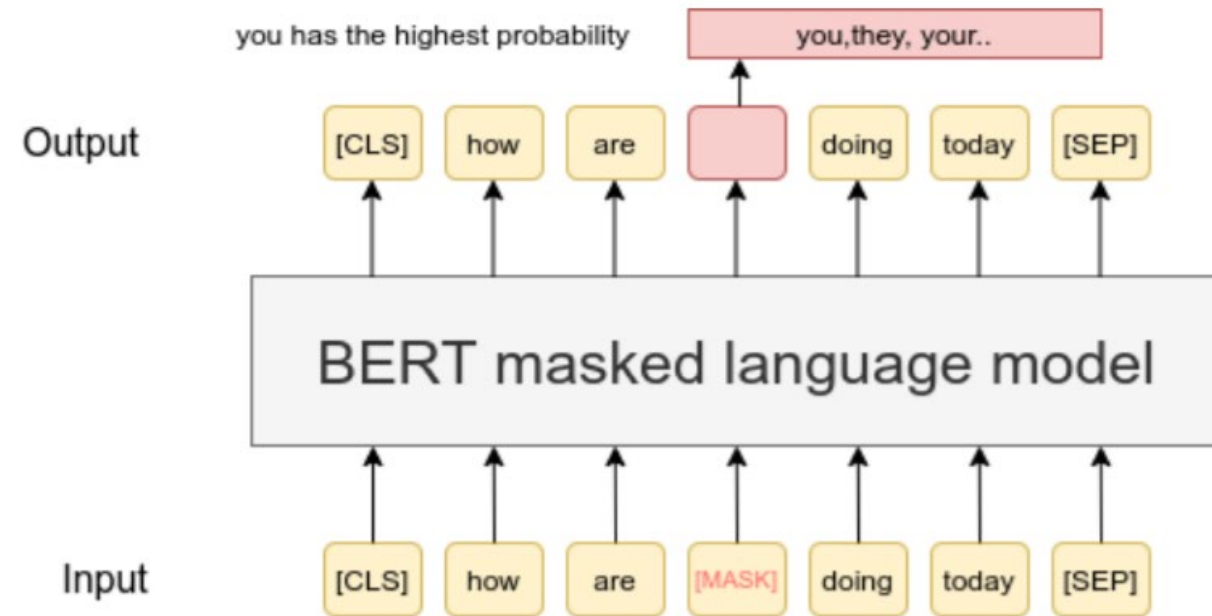 you has the highest probability
you,they, your..
Output
[CLS] how are doing today [SEP]
BERT masked language model
Input
[CLS] how are [MASK] doing today [SEP]